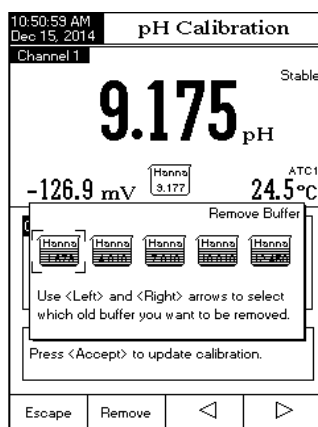 10:50:59 AM
Dec 15, 2014
pH Calibration
Channel 1
Stable
9.175 pH
Hanna
9.177
ATC1
-126.9 mV
24.5°C
Remove Buffer
Hanna Hanna Hanna Hanna Hanna
Use <Left> and <Right> arrows to select
which old buffer you want to be removed.
Press <Accept> to update calibration.
Escape Remove